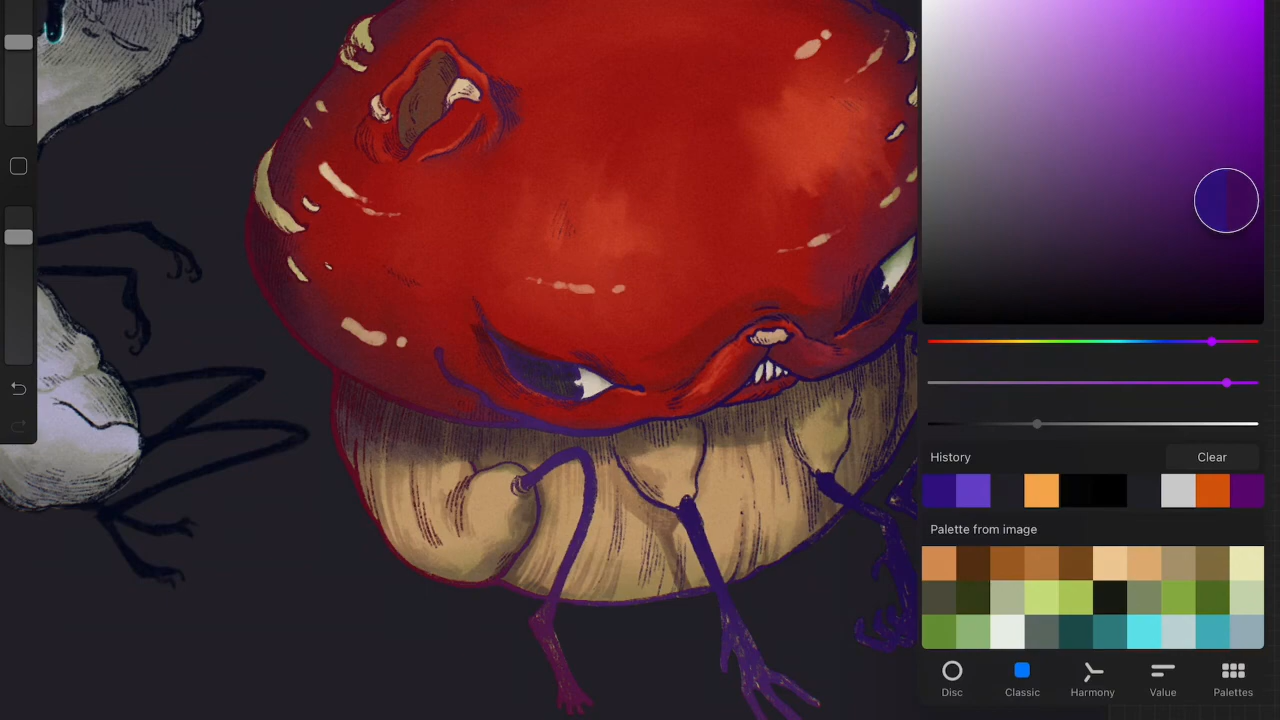 History
Clear
Palette from image
Disc
Classic
Harmony
Value
Palettes